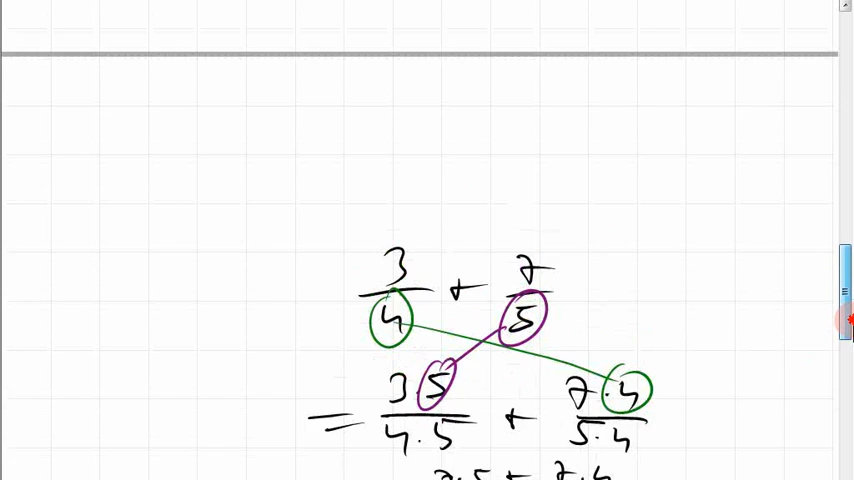 3/4 + 7/5
= 3·5/4·5 + 7·4/5·4